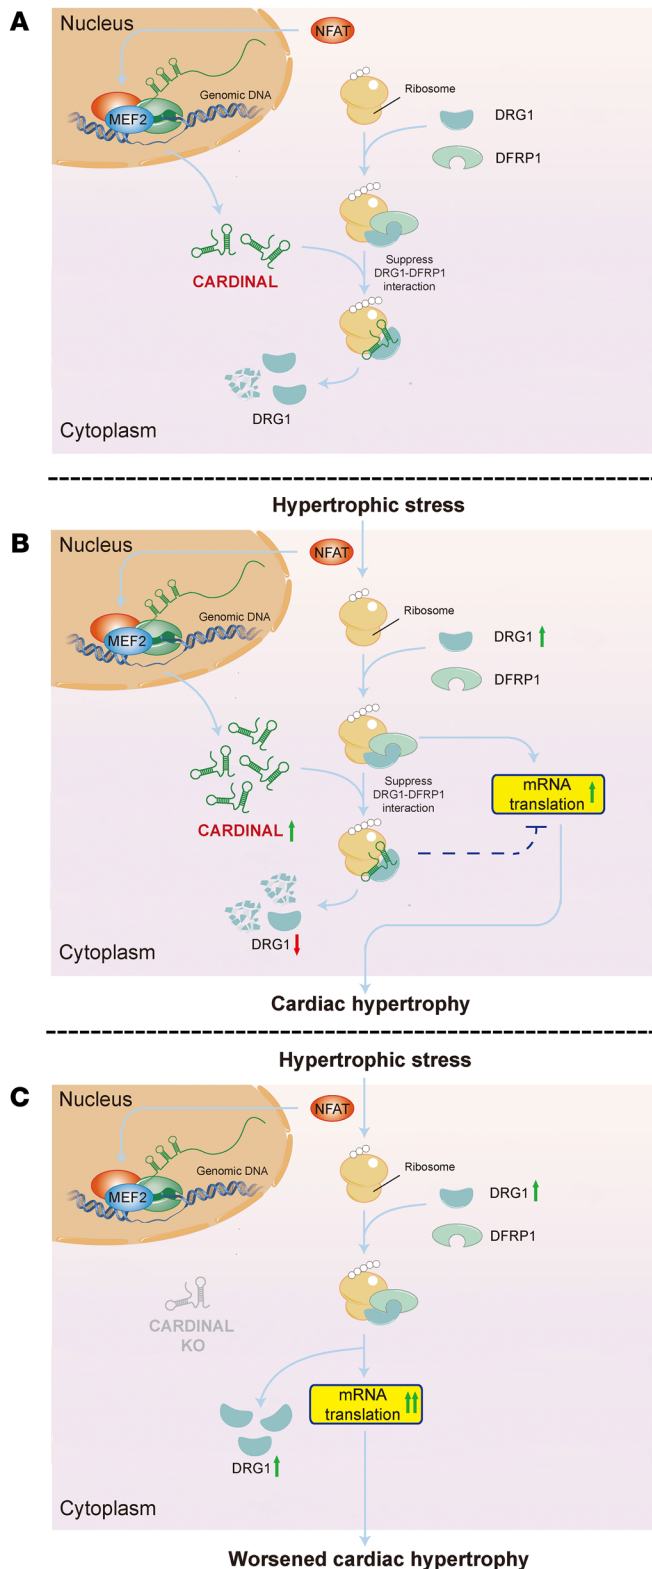 A
Nucleus
NFAT
Ribosome
Genomic DNA
MEF2
DRG1
DFRP1
Suppress
DRG1-DFRP1
interaction
CARDINAL
DRG1
Cytoplasm
Hypertrophic stress
B
Nucleus
NFAT
Ribosome
Genomic DNA
MEF2
DRG1
DFRP1
Suppress
DRG1-DFRP1
interaction
mRNA
translation
CARDINAL
DRG1
Cytoplasm
Cardiac hypertrophy
Hypertrophic stress
C
Nucleus
NFAT
Ribosome
Genomic DNA
MEF2
DRG1
DFRP1
CARDINAL
KO
mRNA
translation
DRG1
Cytoplasm
Worsened cardiac hypertrophy